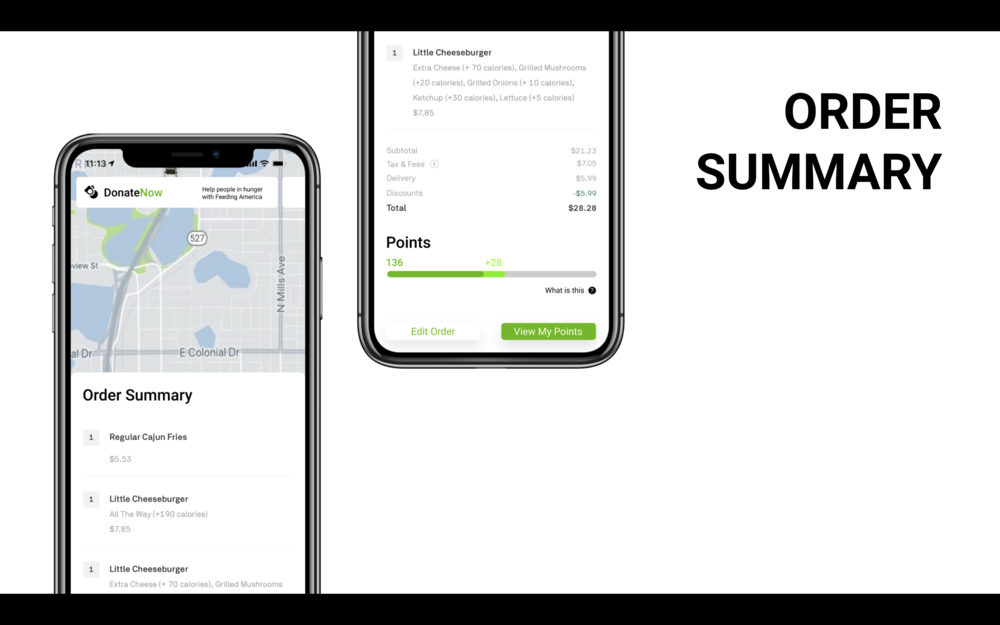 ORDER
SUMMARY
11:13
DonateNow
Help people in hunger
with Feeding America
527
view St
N Mills Ave
al Dr
E Colonial Dr
Order Summary
1 Regular Cajun Fries
$5.53
1 Little Cheeseburger
All The Way (+190 calories)
$7.85
1 Little Cheeseburger
Extra Cheese (+ 70 calories), Grilled Mushrooms
1 Little Cheeseburger
Extra Cheese (+ 70 calories), Grilled Mushrooms
(+20 calories), Grilled Onions (+ 10 calories),
Ketchup (+30 calories), Lettuce (+5 calories)
$7.85
Subtotal $21.23
Tax & Fees $7.05
Delivery $5.99
Discounts -$5.99
Total $28.28
Points
136 +28
What is this ?
Edit Order View My Points